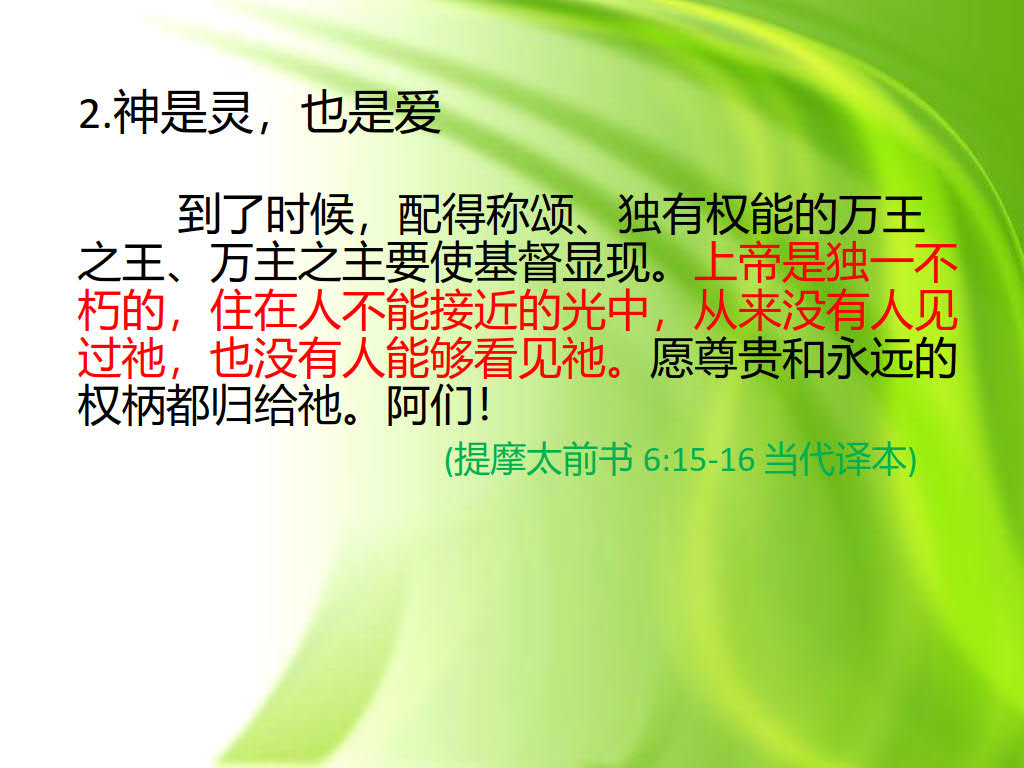 2.神是灵，也是爱
到了时候，配得称颂、独有权能的万王
之王、万主之主要使基督显现。上帝是独一不
朽的，住在人不能接近的光中，从来没有人见
过祂，也没有人能够看见祂。愿尊贵和永远的
权柄都归给祂。阿们！
(提摩太前书 6:15-16 当代译本)